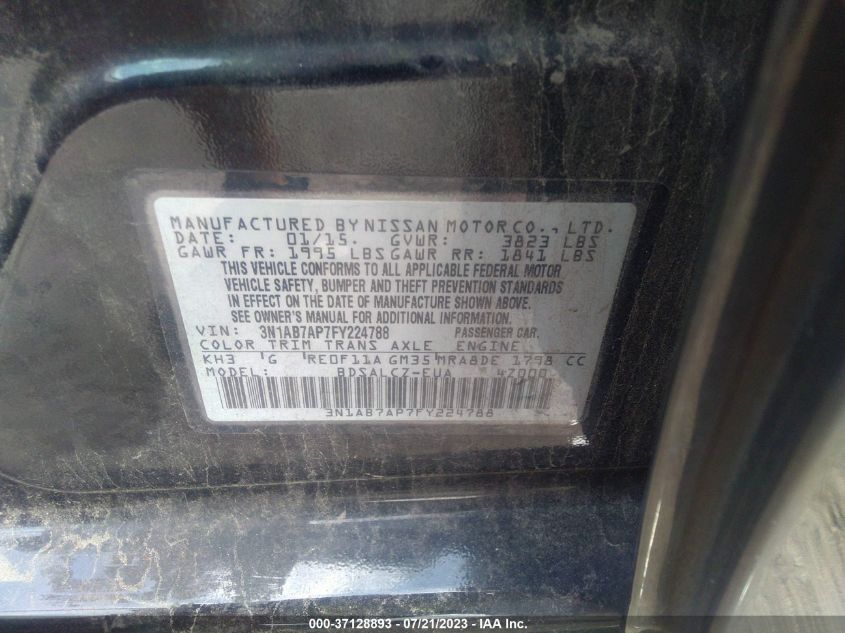 MANUFACTURED BY NISSAN MOTOR CO., LTD.
DATE: 01/15. GVWR: 3823 LBS
GAWR FR: 1995 LBS GAWR RR: 1841 LBS
THIS VEHICLE CONFORMS TO ALL APPLICABLE FEDERAL MOTOR
VEHICLE SAFETY, BUMPER AND THEFT PREVENTION STANDARDS
IN EFFECT ON THE DATE OF MANUFACTURE SHOWN ABOVE.
SEE OWNER'S MANUAL FOR ADDITIONAL INFORMATION.
VIN: 3N1AB7AP7FY224788 PASSENGER CAR.
COLOR TRIM TRANS AXLE ENGINE
KH3 G RE0F11A GM35 MRA8DE 1798 CC
MODEL: BDSALCZ-EUA 4Z000
3N1AB7AP7FY224788
000-37128893 - 07/21/2023 - IAA Inc.